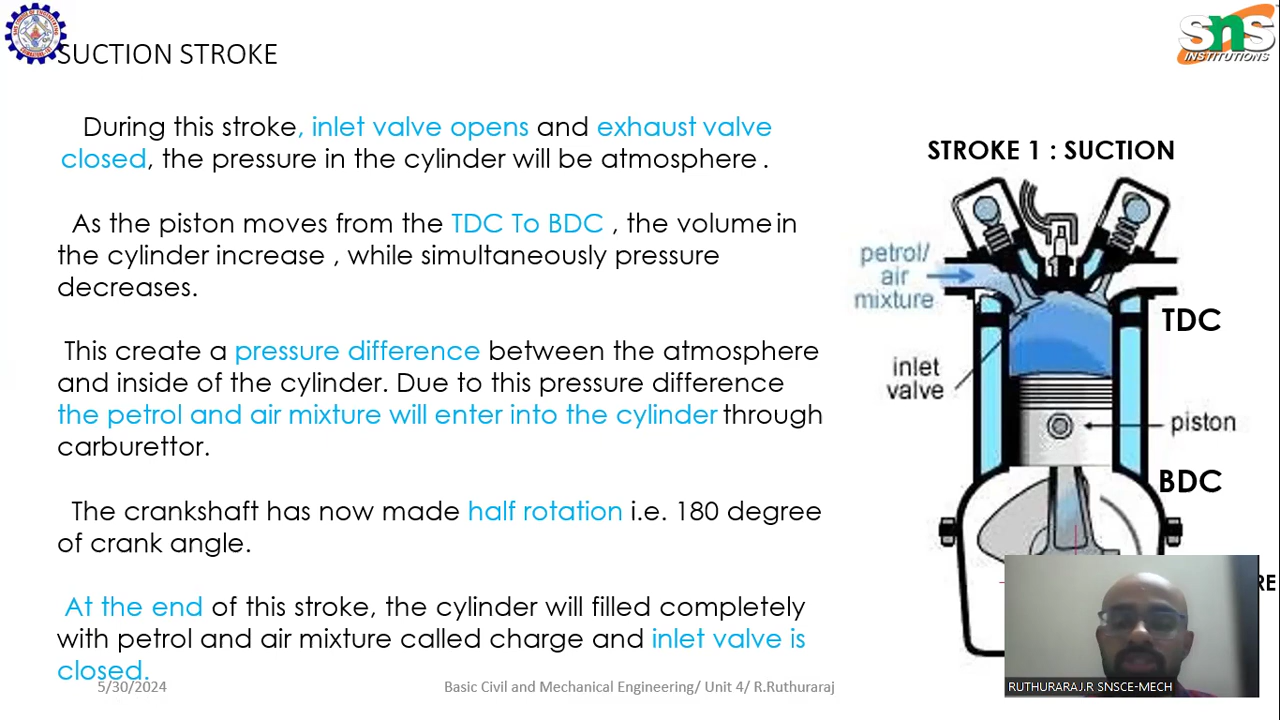 SUCTION STROKE
sns
INSTITUTIONS
During this stroke, inlet valve opens and exhaust valve
closed, the pressure in the cylinder will be atmosphere .
As the piston moves from the TDC To BDC , the volume in
the cylinder increase , while simultaneously pressure
decreases.
This create a pressure difference between the atmosphere
and inside of the cylinder. Due to this pressure difference
the petrol and air mixture will enter into the cylinder through
carburettor.
The crankshaft has now made half rotation i.e. 180 degree
of crank angle.
At the end of this stroke, the cylinder will filled completely
with petrol and air mixture called charge and inlet valve is
closed.
STROKE 1 : SUCTION
petrol/
air
mixture
TDC
inlet
valve
piston
BDC
RE
RUTHURARAJ.R SNSCE-MECH
5/30/2024
Basic Civil and Mechanical Engineering/ Unit 4/ R.Ruthuraraj